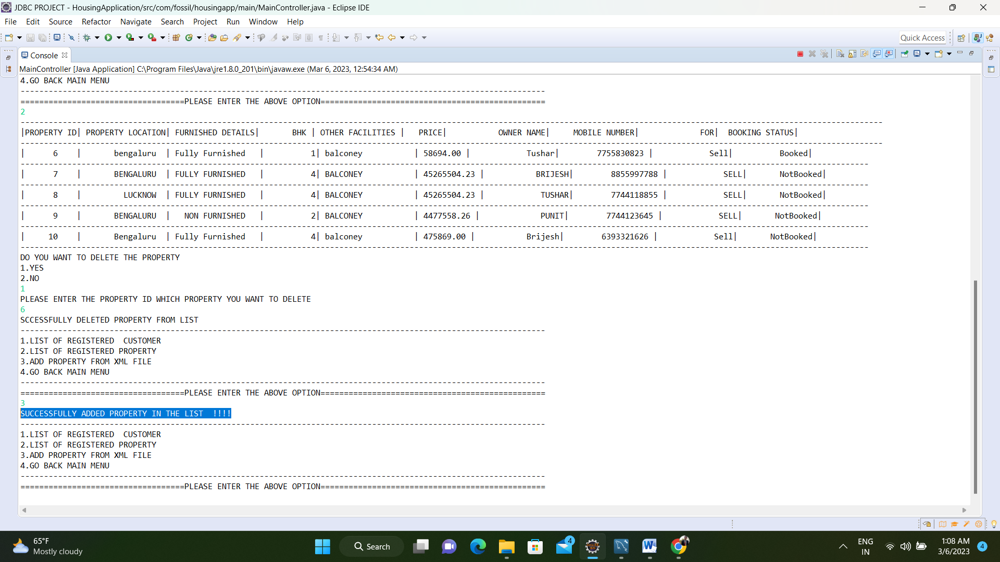 JDBC PROJECT - HousingApplication/src/com/fossil/housingapp/main/MainController.java - Eclipse IDE
File Edit Source Refactor Navigate Search Project Run Window Help
Quick Access
Console
MainController [Java Application] C:\Program Files\Java\jre1.8.0_201\bin\javaw.exe (Mar 6, 2023, 12:54:34 AM)
4.GO BACK MAIN MENU
----------------------------------------------------------------------------------------------------------------
===================================PLEASE ENTER THE ABOVE OPTION================================================
2
----------------------------------------------------------------------------------------------------------------
|PROPERTY ID| PROPERTY LOCATION| FURNISHED DETAILS| BHK | OTHER FACILITIES | PRICE| OWNER NAME| MOBILE NUMBER| FOR| BOOKING STATUS|
----------------------------------------------------------------------------------------------------------------
| 6 | bengaluru | Fully Furnished | 1| balconey | 58694.00 | Tushar| 7755830823 | Sell| Booked|
----------------------------------------------------------------------------------------------------------------
| 7 | BENGALURU | FULLY FURNISHED | 4| BALCONEY | 45265504.23 | BRIJESH| 8855997788 | SELL| NotBooked|
----------------------------------------------------------------------------------------------------------------
| 8 | LUCKNOW | FULLY FURNISHED | 4| BALCONEY | 45265504.23 | TUSHAR| 7744118855 | SELL| NotBooked|
----------------------------------------------------------------------------------------------------------------
| 9 | BENGALURU | NON FURNISHED | 2| BALCONEY | 4477558.26 | PUNIT| 7744123645 | SELL| NotBooked|
----------------------------------------------------------------------------------------------------------------
| 10 | Bengaluru | Fully Furnished | 4| balconey | 475869.00 | Brijesh| 6393321626 | Sell| NotBooked|
----------------------------------------------------------------------------------------------------------------
DO YOU WANT TO DELETE THE PROPERTY
1.YES
2.NO
1
PLEASE ENTER THE PROPERTY ID WHICH PROPERTY YOU WANT TO DELETE
6
SCCESSFULLY DELETED PROPERTY FROM LIST
----------------------------------------------------------------------------------------------------------------
1.LIST OF REGISTERED  CUSTOMER
2.LIST OF REGISTERED PROPERTY
3.ADD PROPERTY FROM XML FILE
4.GO BACK MAIN MENU
----------------------------------------------------------------------------------------------------------------
===================================PLEASE ENTER THE ABOVE OPTION================================================
3
SUCCESSFULLY ADDED PROPERTY IN THE LIST  !!!!
----------------------------------------------------------------------------------------------------------------
1.LIST OF REGISTERED  CUSTOMER
2.LIST OF REGISTERED PROPERTY
3.ADD PROPERTY FROM XML FILE
4.GO BACK MAIN MENU
----------------------------------------------------------------------------------------------------------------
===================================PLEASE ENTER THE ABOVE OPTION================================================
65°F
Mostly cloudy
Search
4
ENG
IN
1:08 AM
3/6/2023
4